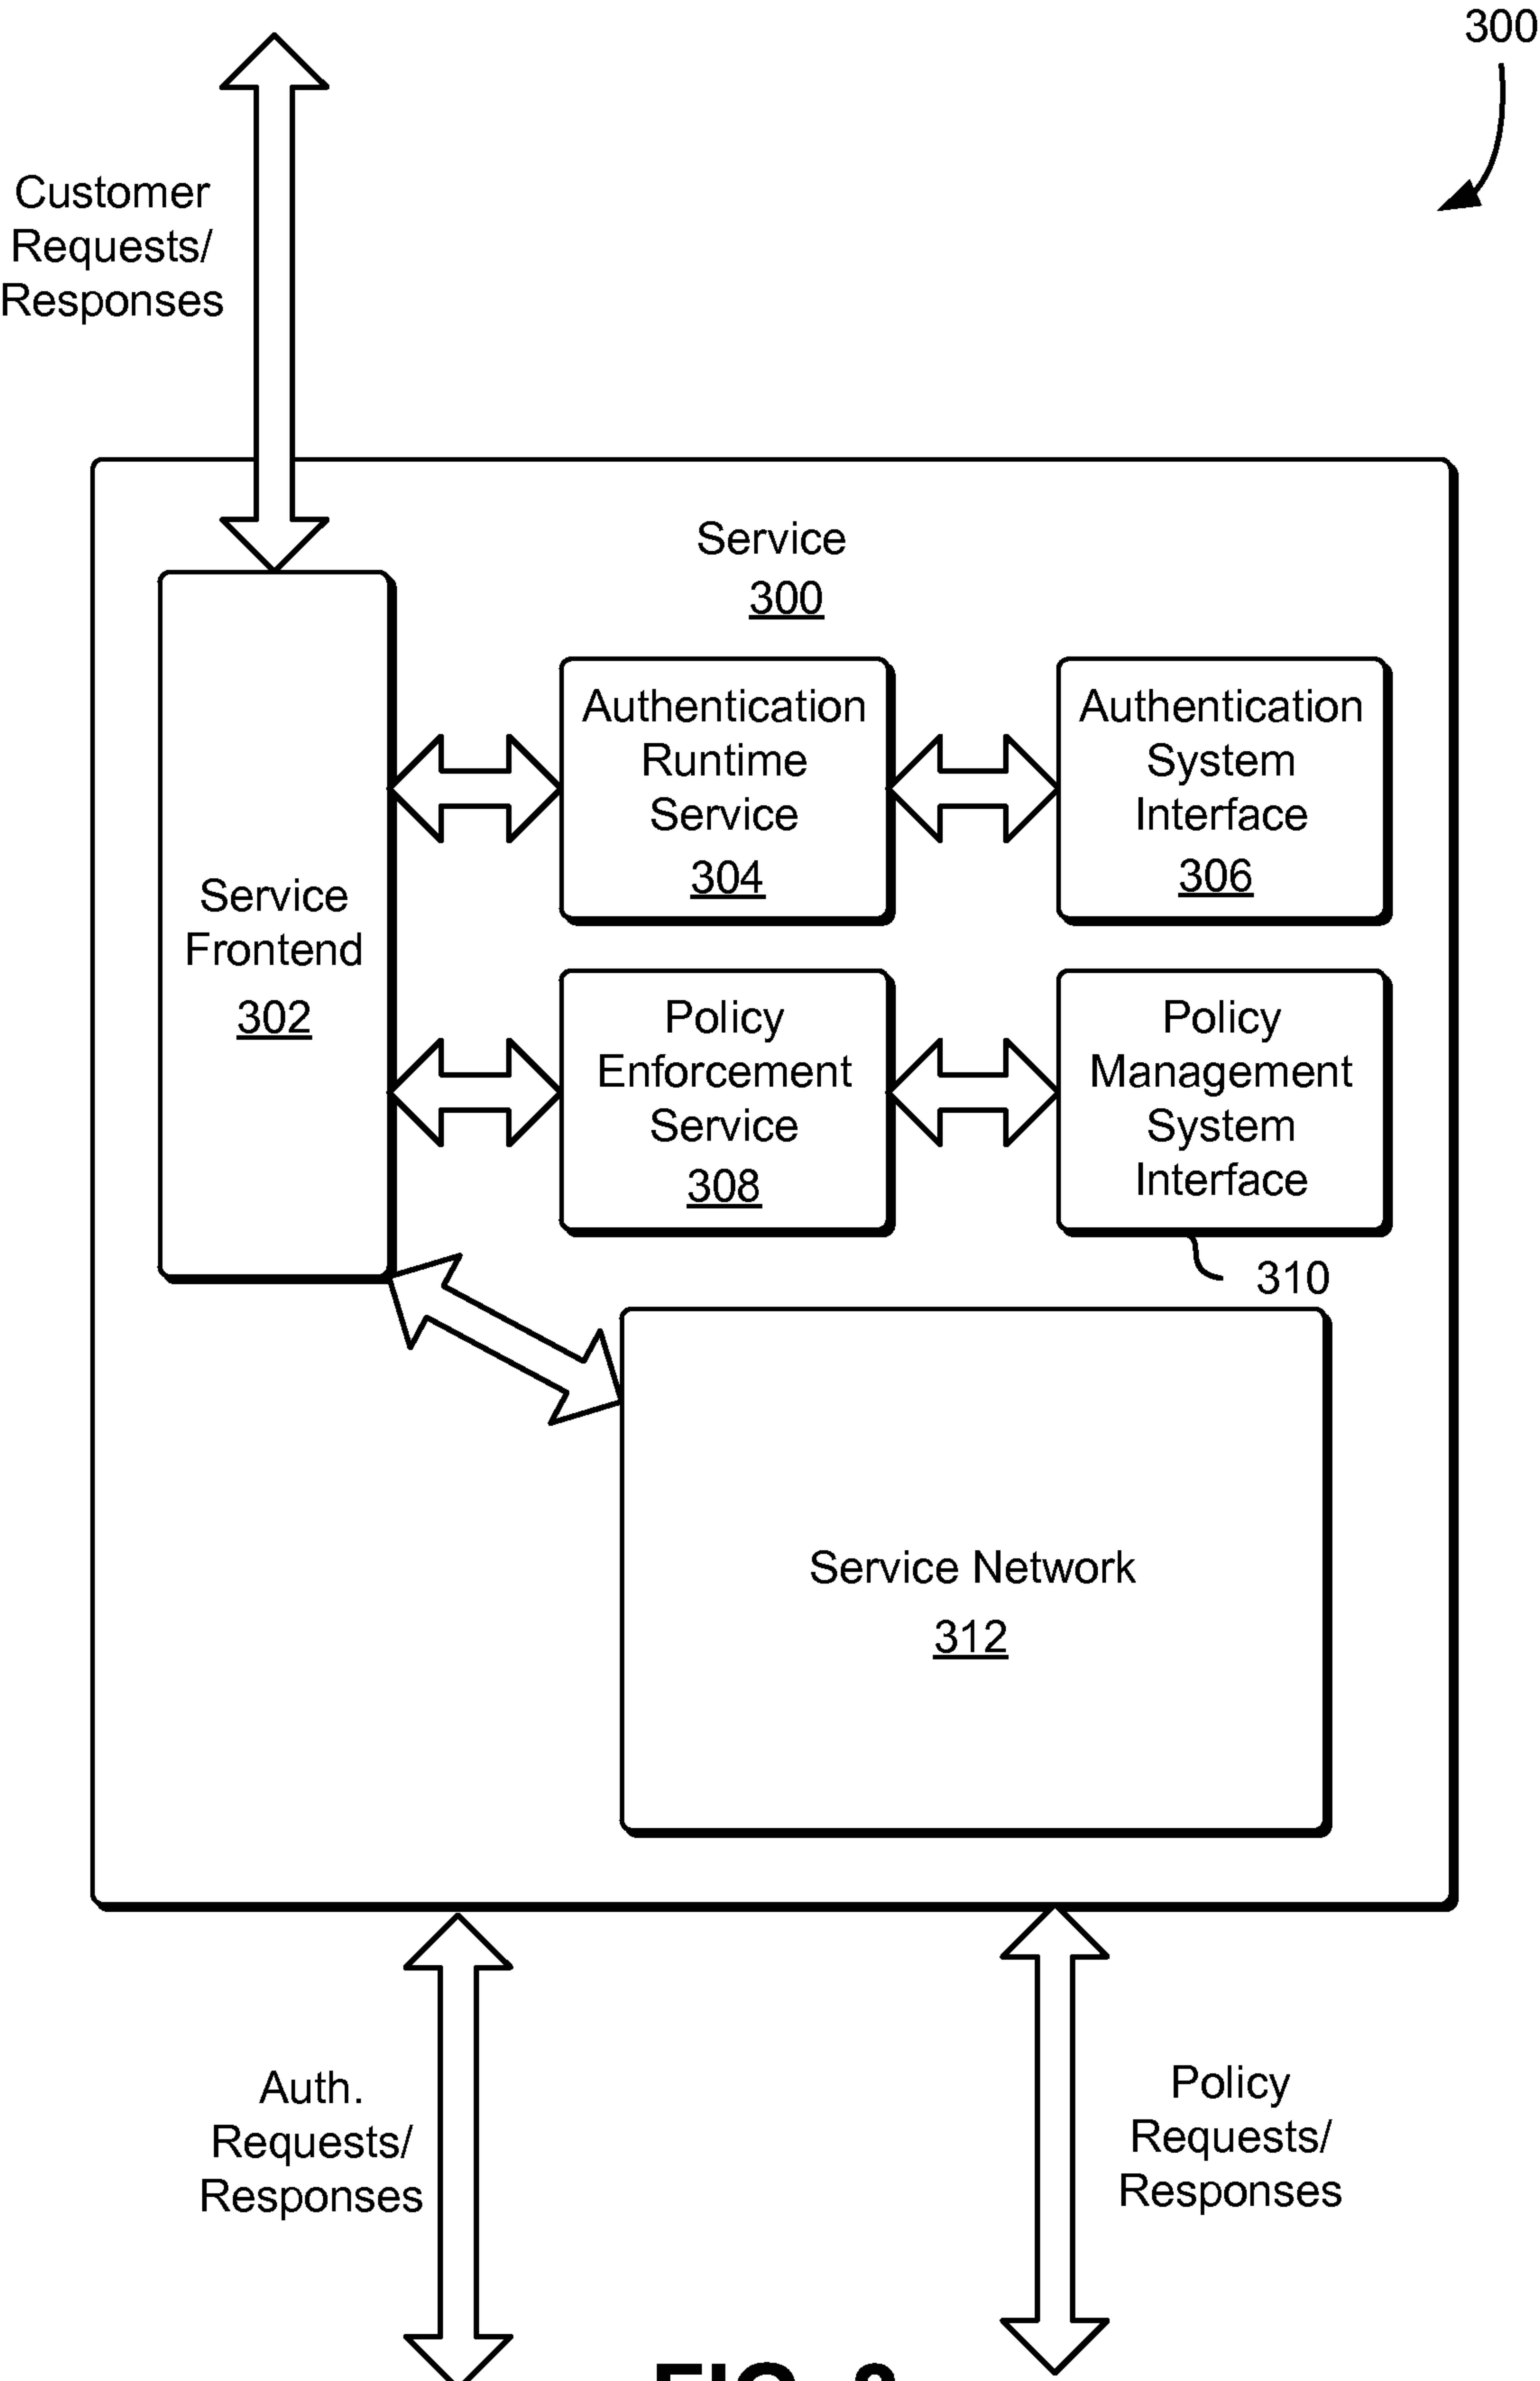 300
Customer
Requests/
Responses
Service
300
Service
Frontend
302
Authentication
Runtime
Service
304
Authentication
System
Interface
306
Policy
Enforcement
Service
308
Policy
Management
System
Interface
310
Service Network
312
Auth.
Requests/
Responses
Policy
Requests/
Responses
FIG.